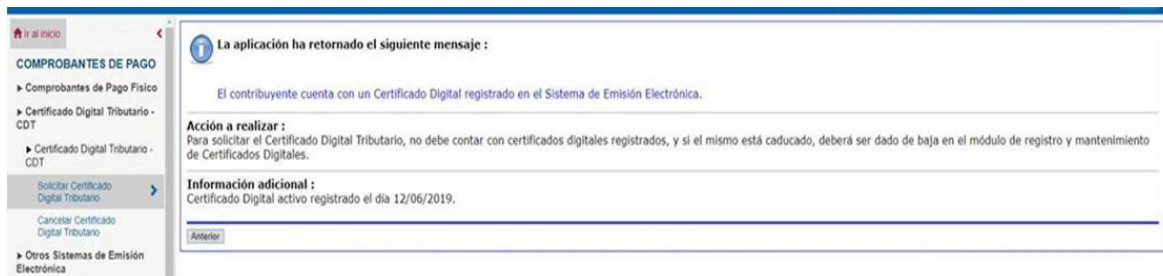 Ir al inicio
COMPROBANTES DE PAGO
Comprobantes de Pago Fisico
Certificado Digital Tributario -
CDT
Certificado Digital Tributario -
CDT
Solicitar Certificado
Digital Tributario
Cancelar Certificado
Digital Tributario
Otros Sistemas de Emisión
Electrónica
La aplicación ha retornado el siguiente mensaje :
El contribuyente cuenta con un Certificado Digital registrado en el Sistema de Emisión Electrónica.
Acción a realizar :
Para solicitar el Certificado Digital Tributario, no debe contar con certificados digitales registrados, y si el mismo está caducado, deberá ser dado de baja en el módulo de registro y mantenimiento
de Certificados Digitales.
Información adicional :
Certificado Digital activo registrado el día 12/06/2019.
Anterior